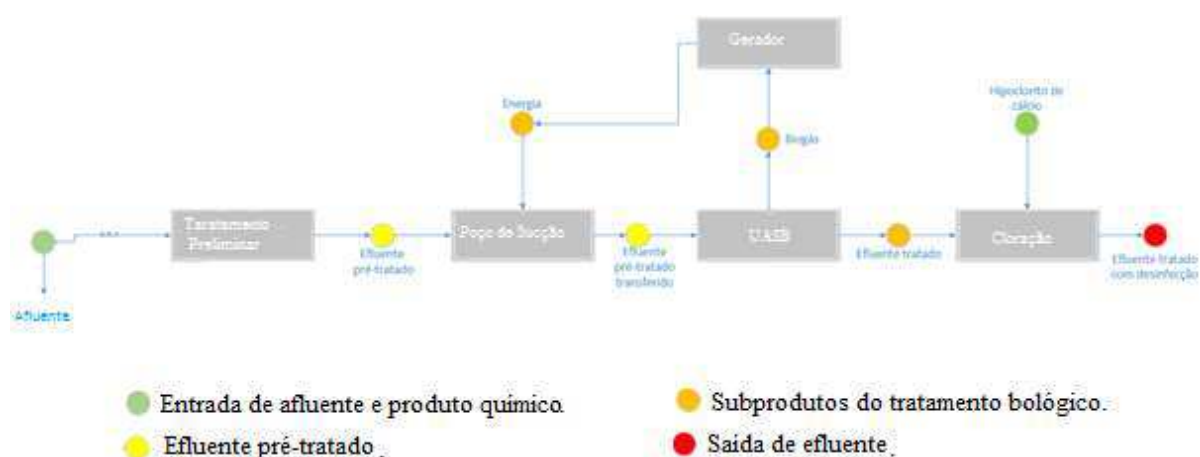 Gerador
Energia
Hipoclorito de
cálcio
Biogás
Taratamento
Preliminar
Poço de Sucção
UASB
Cloração
Efluente
pré-tratado
Efluente
pré-tratado
transferido
Efluente tratado
Efluente tratado
com desinfecção
Afluente
Entrada de afluente e produto químico
Subprodutos do tratamento bológico.
Efluente pré-tratado.
Saída de efluente.